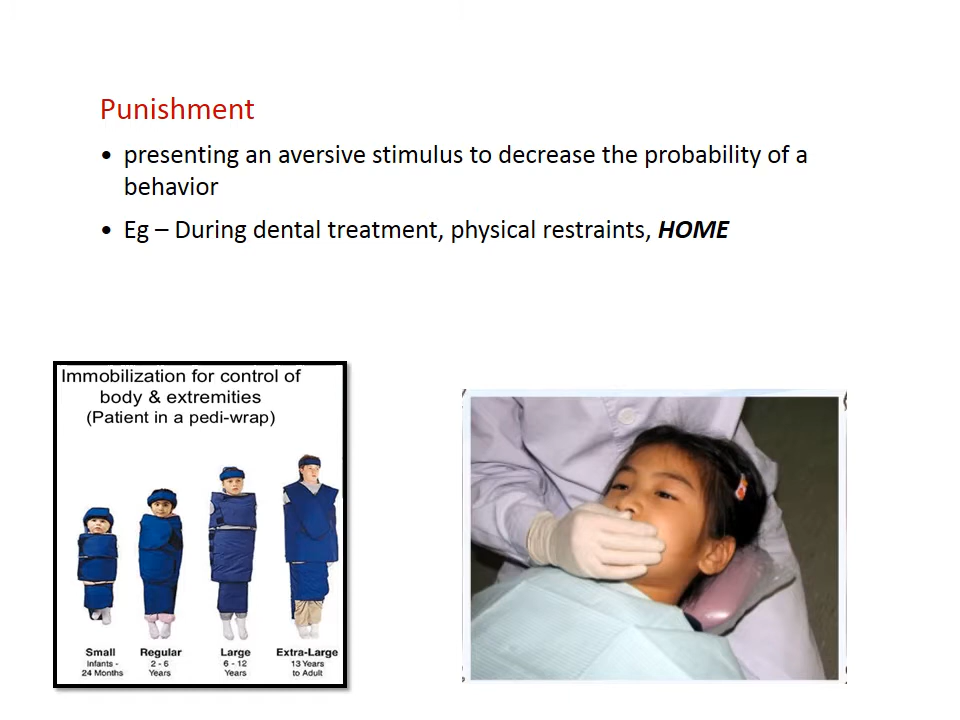 Punishment
• presenting an aversive stimulus to decrease the probability of a
behavior
• Eg – During dental treatment, physical restraints, HOME
Immobilization for control of
body & extremities
(Patient in a pedi-wrap)
Small Regular Large Extra-Large
Infants - 2 - 6 6 - 12 13 Years
24 Months Years Years to Adult